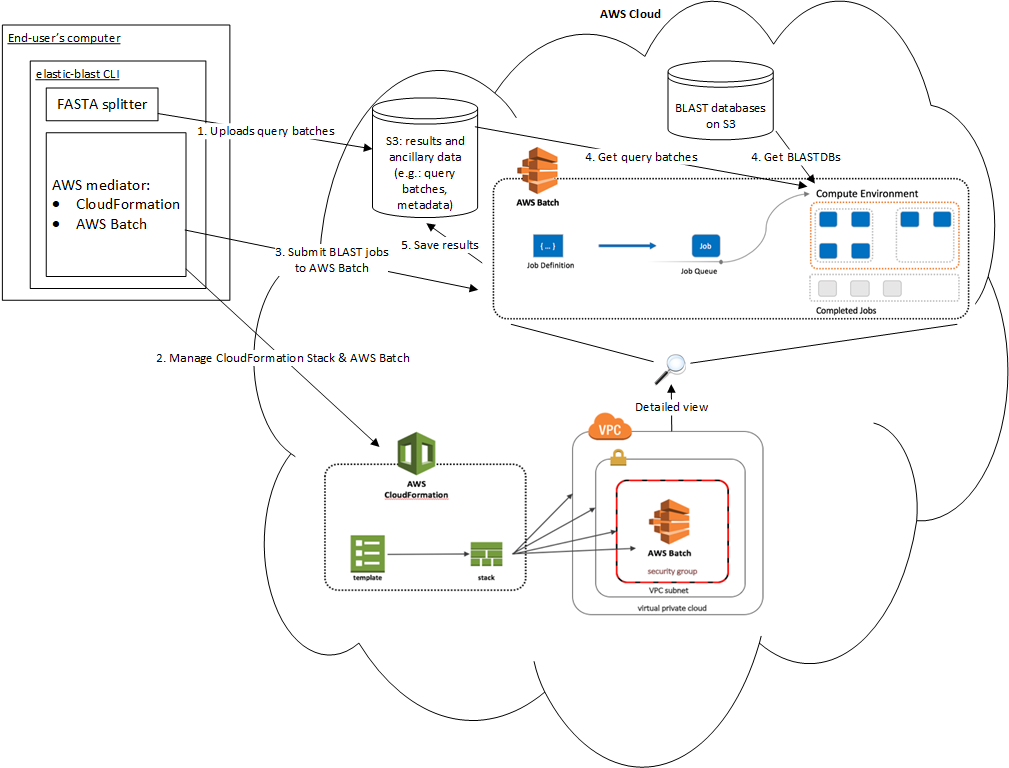 AWS Cloud
End-user's computer
elastic-blast CLI
FASTA splitter
AWS mediator:
• CloudFormation
• AWS Batch
1. Uploads query batches
S3: results and
ancillary data
(e.g.: query
batches,
metadata)
BLAST databases
on S3
4. Get query batches
4. Get BLASTDBs
AWS Batch
Compute Environment
{ ... }
Job Definition
Job
Job Queue
Completed Jobs
5. Save results
3. Submit BLAST jobs
to AWS Batch
2. Manage CloudFormation Stack & AWS Batch
Detailed view
AWS
CloudFormation
template
stack
VPC
AWS Batch
security group
VPC subnet
virtual private cloud